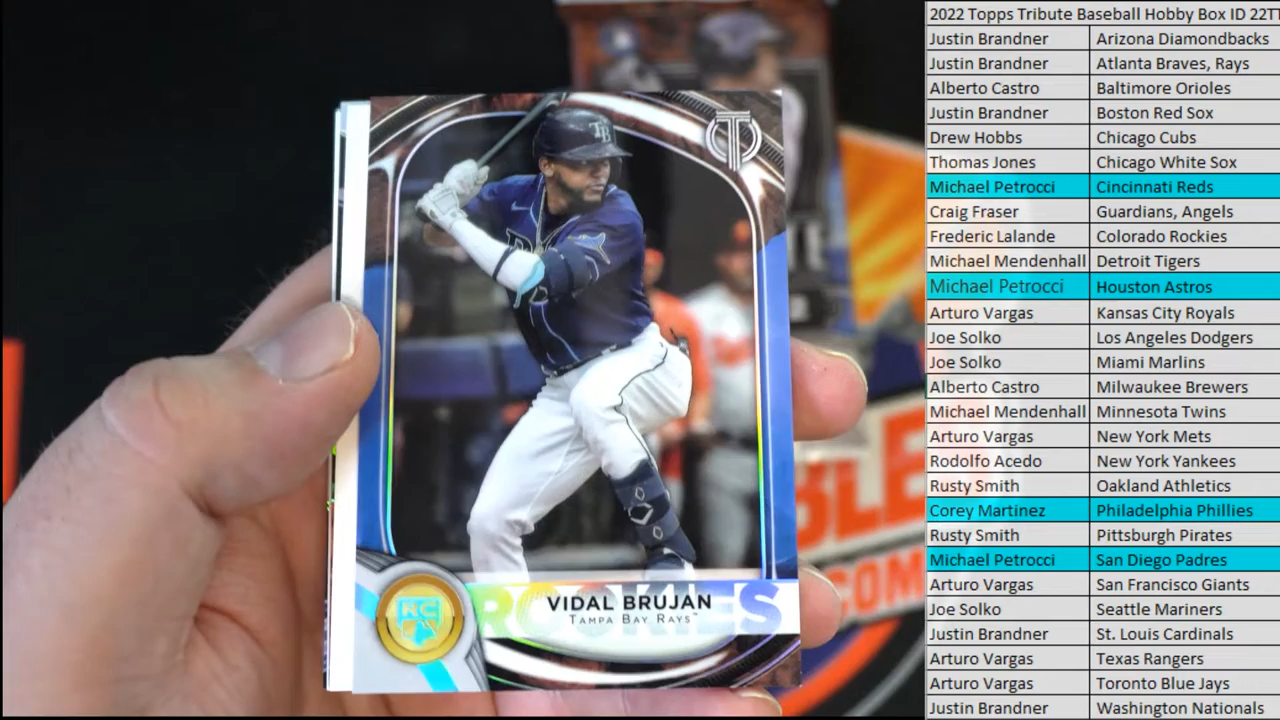 TB
T
RC
ROOKIES
VIDAL BRUJAN
TAMPA BAY RAYS™
BLE
COM
2022 Topps Tribute Baseball Hobby Box ID 22TT
Justin Brandner Arizona Diamondbacks
Justin Brandner Atlanta Braves, Rays
Alberto Castro Baltimore Orioles
Justin Brandner Boston Red Sox
Drew Hobbs Chicago Cubs
Thomas Jones Chicago White Sox
Michael Petrocci Cincinnati Reds
Craig Fraser Guardians, Angels
Frederic Lalande Colorado Rockies
Michael Mendenhall Detroit Tigers
Michael Petrocci Houston Astros
Arturo Vargas Kansas City Royals
Joe Solko Los Angeles Dodgers
Joe Solko Miami Marlins
Alberto Castro Milwaukee Brewers
Michael Mendenhall Minnesota Twins
Arturo Vargas New York Mets
Rodolfo Acedo New York Yankees
Rusty Smith Oakland Athletics
Corey Martinez Philadelphia Phillies
Rusty Smith Pittsburgh Pirates
Michael Petrocci San Diego Padres
Arturo Vargas San Francisco Giants
Joe Solko Seattle Mariners
Justin Brandner St. Louis Cardinals
Arturo Vargas Texas Rangers
Arturo Vargas Toronto Blue Jays
Justin Brandner Washington Nationals